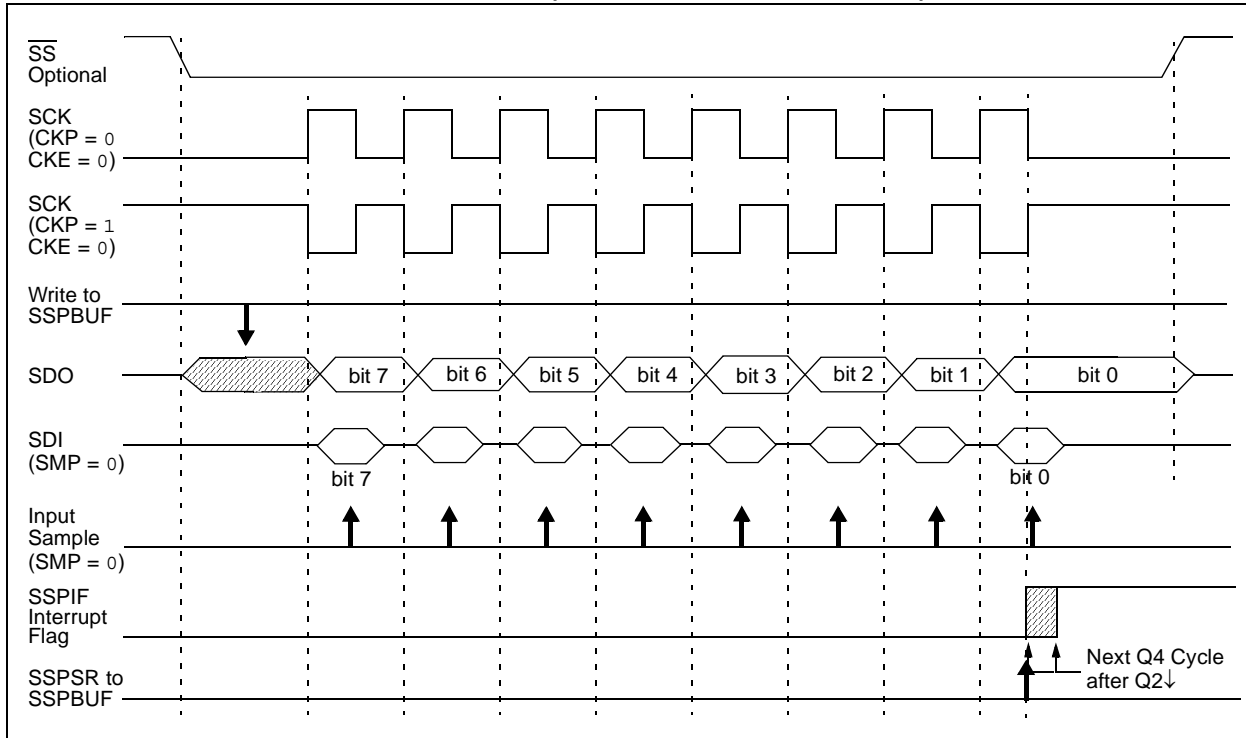 SS
Optional
SCK
(CKP = 0
CKE = 0)
SCK
(CKP = 1
CKE = 0)
Write to
SSPBUF
SDO
bit 7
bit 6
bit 5
bit 4
bit 3
bit 2
bit 1
bit 0
SDI
(SMP = 0)
bit 7
bit 0
Input
Sample
(SMP = 0)
SSPIF
Interrupt
Flag
Next Q4 Cycle
after Q2↓
SSPSR to
SSPBUF